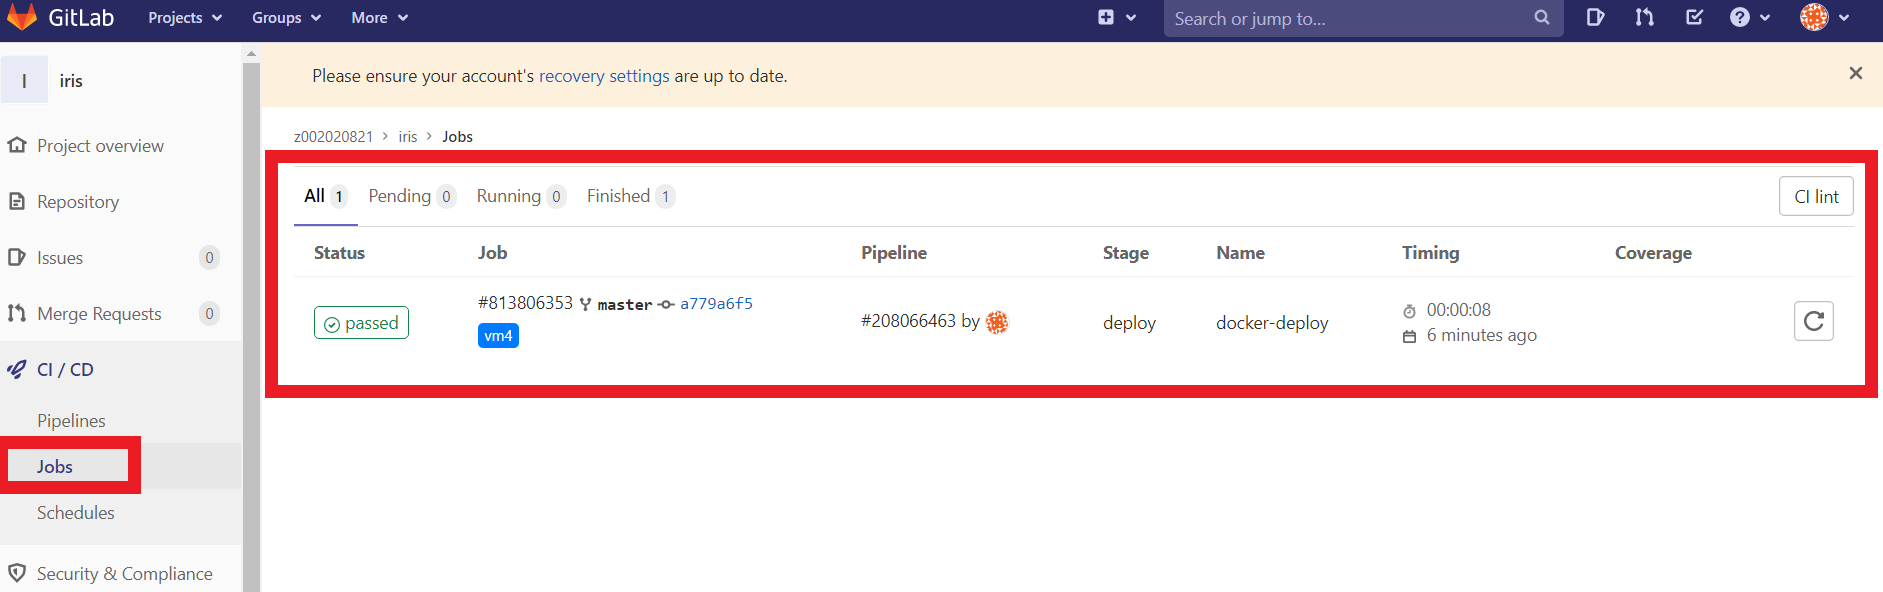 GitLab Projects Groups More Search or jump to...
I iris
Project overview
Repository
Issues 0
Merge Requests 0
CI / CD
Pipelines
Jobs
Schedules
Security & Compliance
Please ensure your account's recovery settings are up to date.
z002020821 > iris > Jobs
All 1 Pending 0 Running 0 Finished 1 CI lint
Status Job Pipeline Stage Name Timing Coverage
passed #813806353 master a779a6f5 #208066463 by deploy docker-deploy 00:00:08
vm4 6 minutes ago